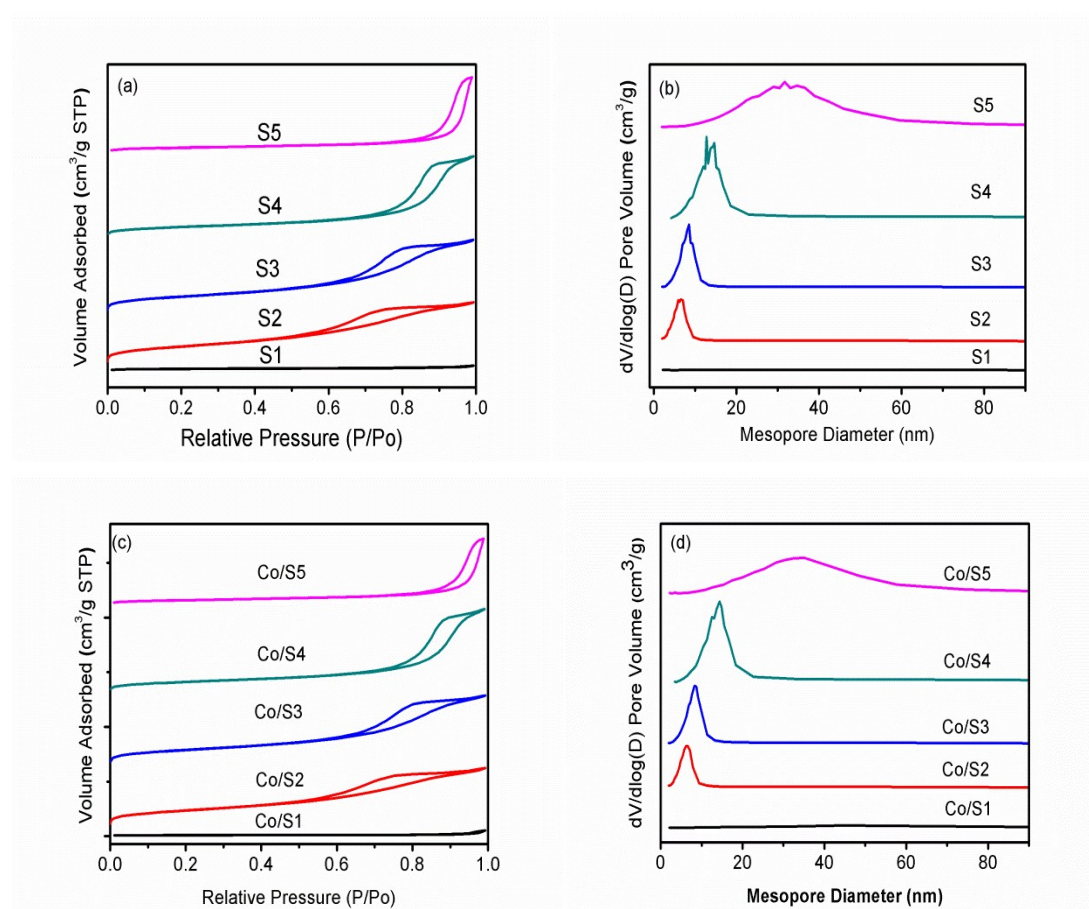 (a)
S5
S4
S3
S2
S1
Volume Adsorbed (cm³/g STP)
0.0 0.2 0.4 0.6 0.8 1.0
Relative Pressure (P/Po)
(b)
S5
S4
S3
S2
S1
dV/dlog(D) Pore Volume (cm³/g)
0 20 40 60 80
Mesopore Diameter (nm)
(c)
Co/S5
Co/S4
Co/S3
Co/S2
Co/S1
Volume Adsorbed (cm³/g STP)
0.0 0.2 0.4 0.6 0.8 1.0
Relative Pressure (P/Po)
(d)
Co/S5
Co/S4
Co/S3
Co/S2
Co/S1
dV/dlog(D) Pore Volume (cm³/g)
0 20 40 60 80
Mesopore Diameter (nm)